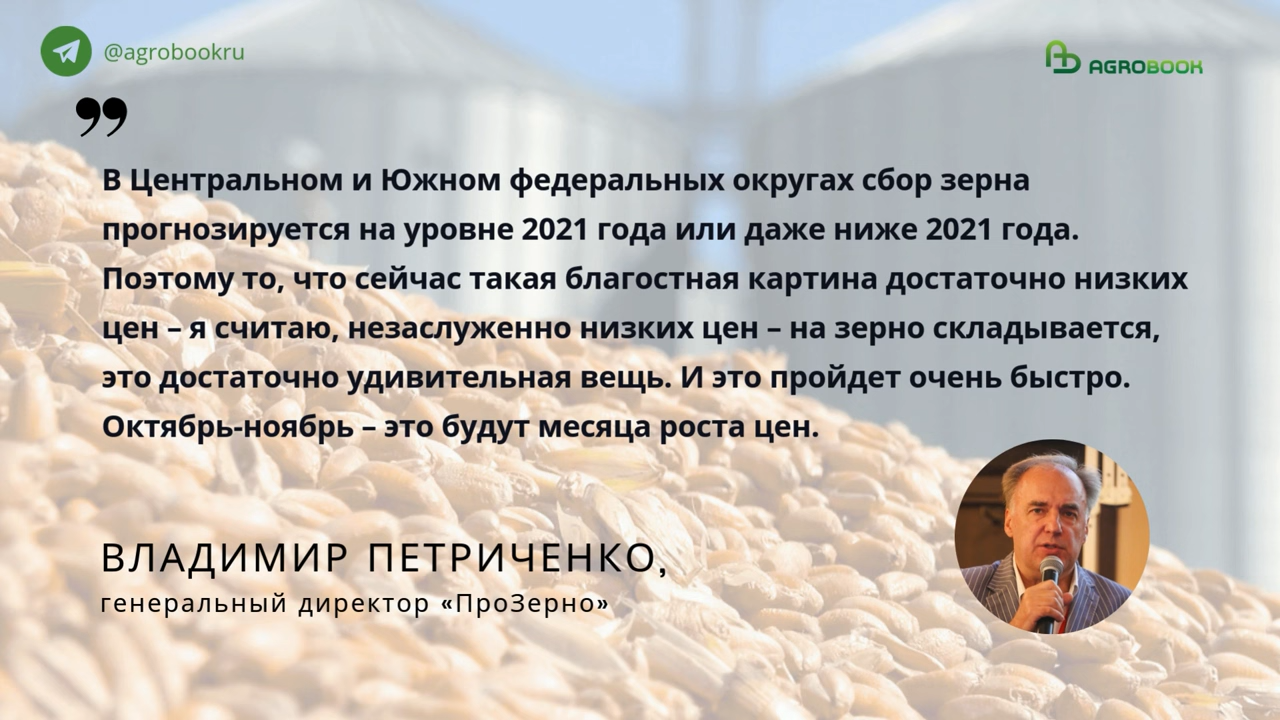 @agrobookru
AGROBOOK
”
В Центральном и Южном федеральных округах сбор зерна
прогнозируется на уровне 2021 года или даже ниже 2021 года.
Поэтому то, что сейчас такая благостная картина достаточно низких
цен – я считаю, незаслуженно низких цен – на зерно складывается,
это достаточно удивительная вещь. И это пройдет очень быстро.
Октябрь-ноябрь – это будут месяца роста цен.
ВЛАДИМИР ПЕТРИЧЕНКО,
генеральный директор «ПроЗерно»